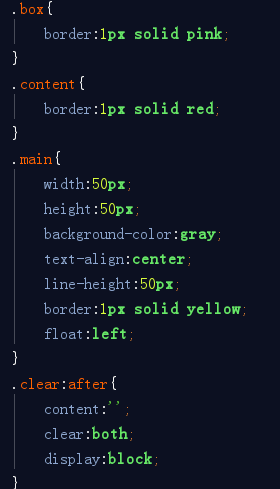 .box{
border:1px solid pink;
}
.content{
border:1px solid red;
}
.main{
width:50px;
height:50px;
background-color:gray;
text-align:center;
line-height:50px;
border:1px solid yellow;
float:left;
}
.clear:after{
content:'';
clear:both;
display:block;
}